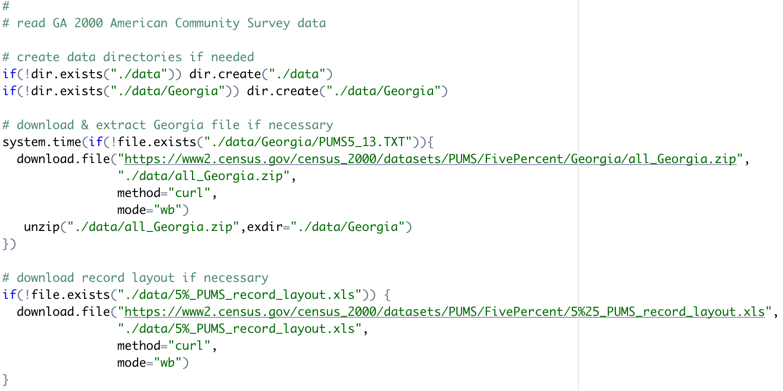 #
# read GA 2000 American Community Survey data
# create data directories if needed
if(!dir.exists("./data")) dir.create("./data")
if(!dir.exists("./data/Georgia")) dir.create("./data/Georgia")
# download & extract Georgia file if necessary
system.time(if(!file.exists("./data/Georgia/PUMS5_13.TXT")){
  download.file("https://www2.census.gov/census_2000/datasets/PUMS/FivePercent/Georgia/all_Georgia.zip",
                "./data/all_Georgia.zip",
                method="curl",
                mode="wb")
   unzip("./data/all_Georgia.zip",exdir="./data/Georgia")
})
# download record layout if necessary
if(!file.exists("./data/5%_PUMS_record_layout.xls")) {
  download.file("https://www2.census.gov/census_2000/datasets/PUMS/FivePercent/5%25_PUMS_record_layout.xls",
                "./data/5%_PUMS_record_layout.xls",
                method="curl",
                mode="wb")
}